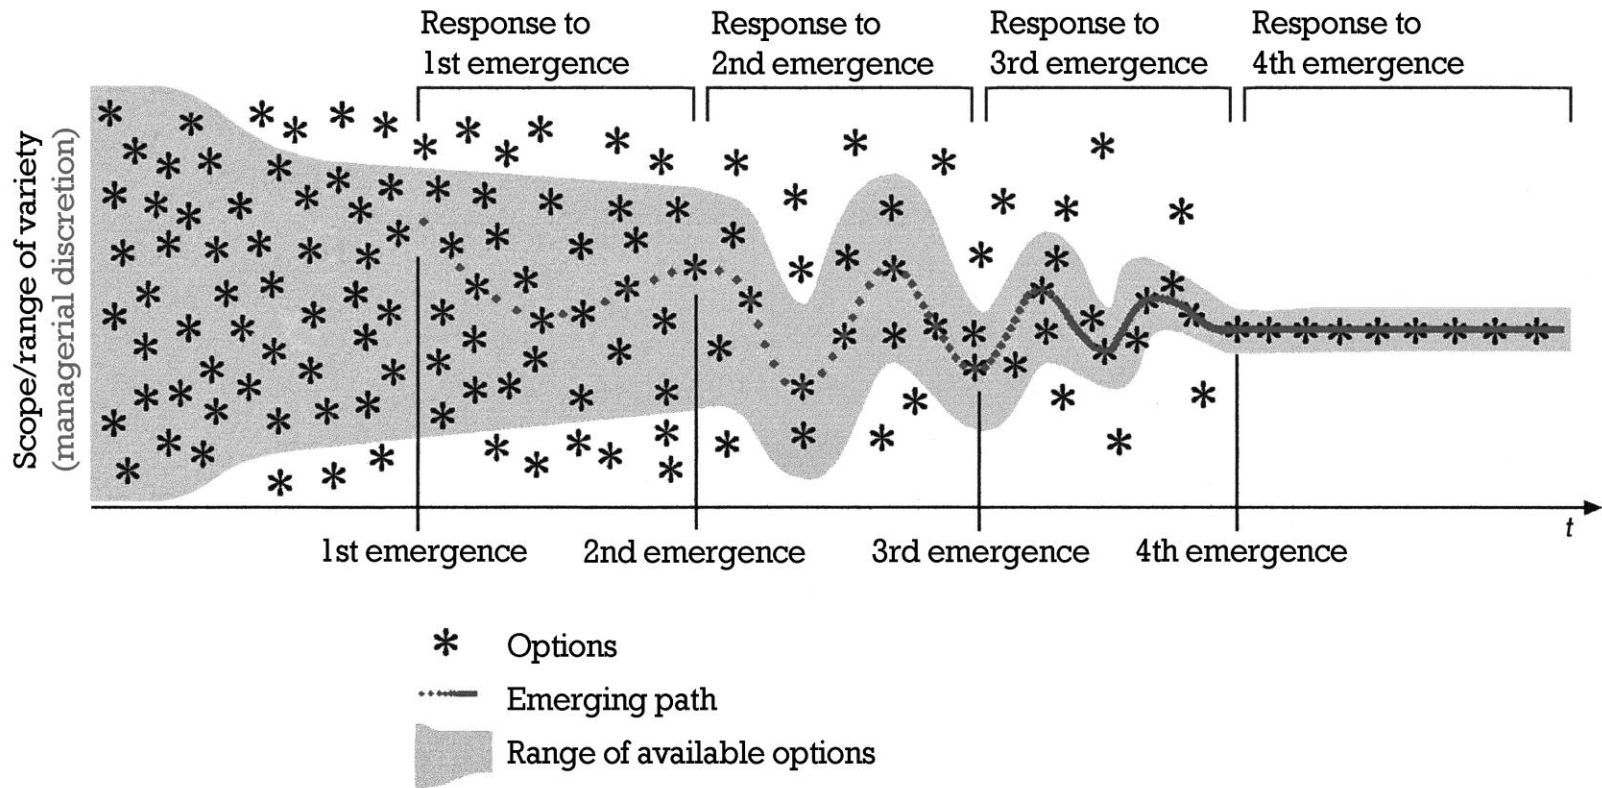 Response to
1st emergence
Response to
2nd emergence
Response to
3rd emergence
Response to
4th emergence
Scope/range of variety
(managerial discretion)
t
1st emergence
2nd emergence
3rd emergence
4th emergence
Options
Emerging path
Range of available options